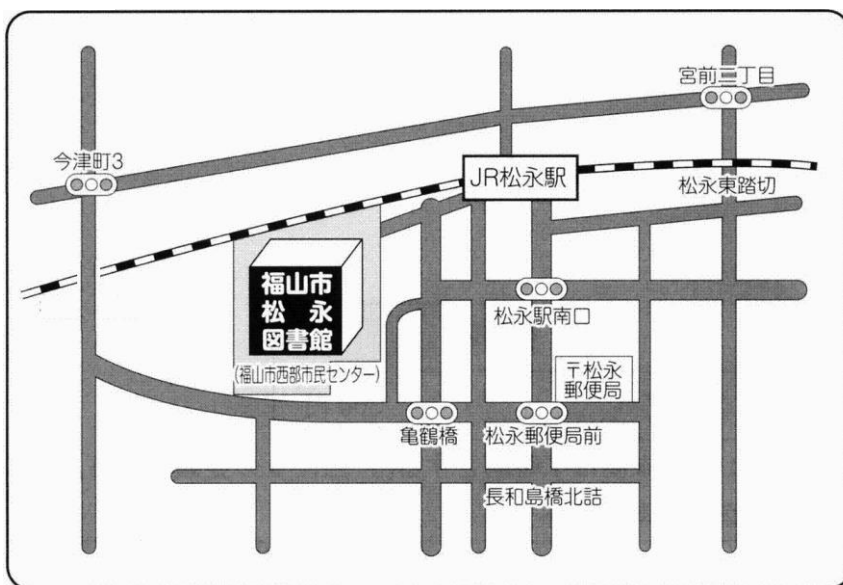 宮前三丁目
今津町3
JR松永駅
松永東踏切
福山市
松永
図書館
(福山市西部市民センター)
松永駅南口
〒松永
郵便局
亀鶴橋
松永郵便局前
長和島橋北詰